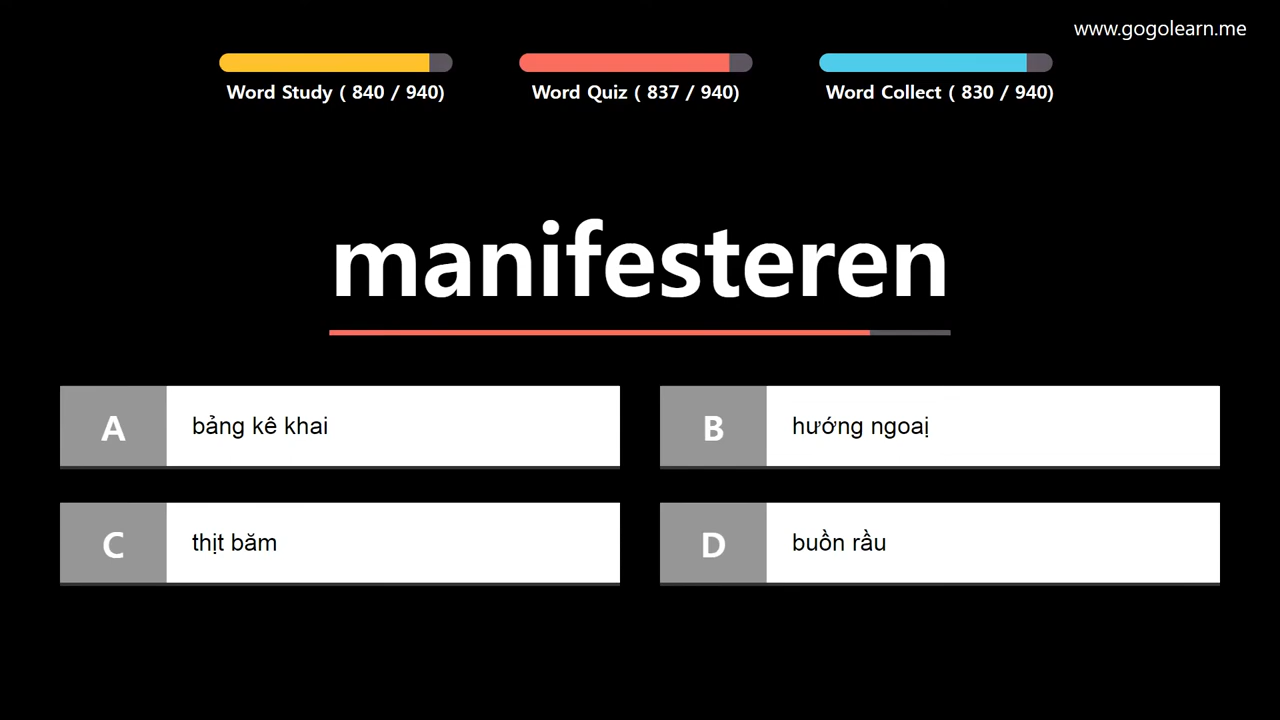 www.gogolearn.me
Word Study ( 840 / 940)
Word Quiz ( 837 / 940)
Word Collect ( 830 / 940)
manifesteren
A bảng kê khai
B hướng ngoaị
C thịt băm
D buồn rầu